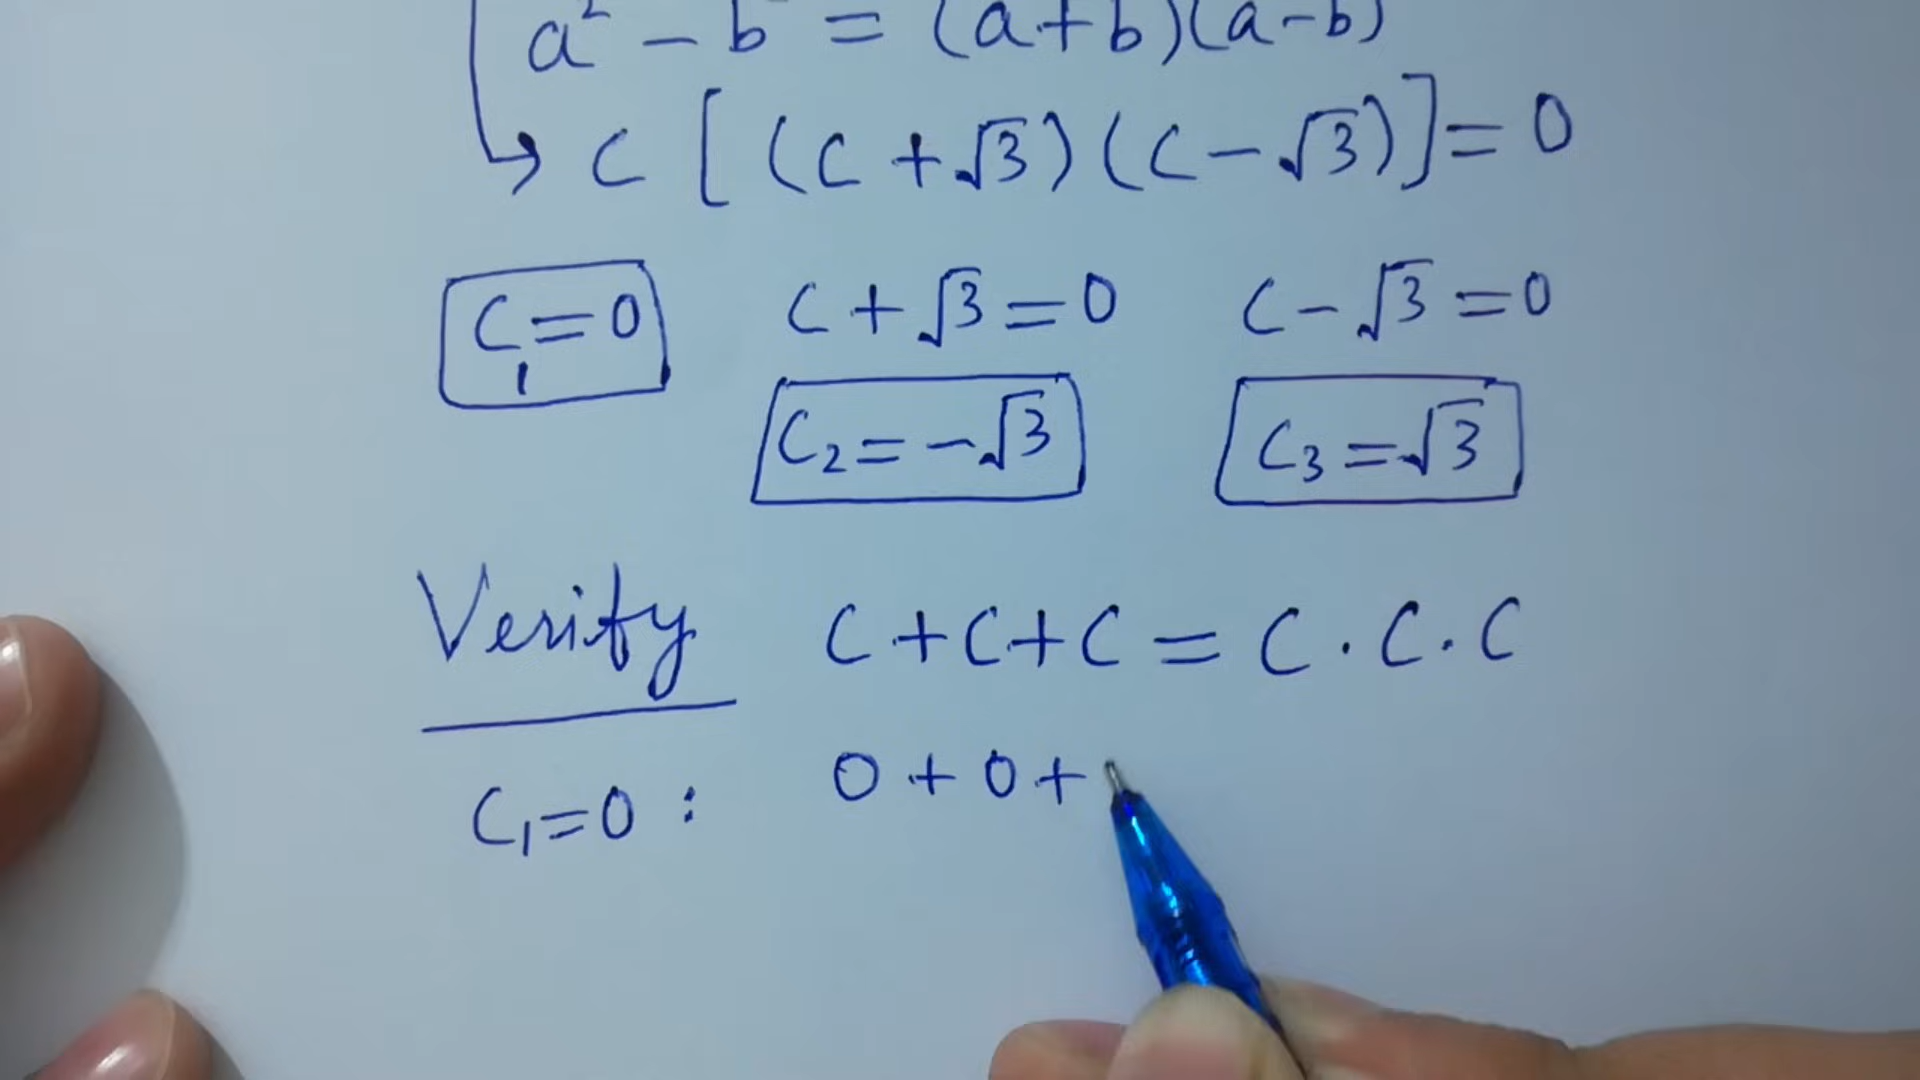 a² - b = (a+b)(a-b)
→ C [(C+√3)(C-√3)] = 0
C₁=0 C+√3=0 C-√3=0
C₂=-√3 C₃=√3
Verify C+C+C = C·C·C
C₁=0 : 0+0+